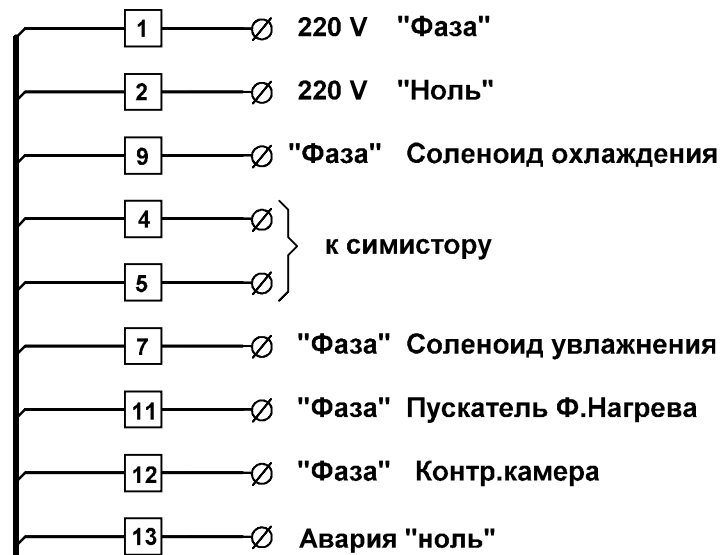 1 220 V "Фаза"
2 220 V "Ноль"
9 "Фаза" Соленоид охлаждения
4
к симистору
5
7 "Фаза" Соленоид увлажнения
11 "Фаза" Пускатель Ф.Нагрева
12 "Фаза" Контр.камера
13 Авария "ноль"